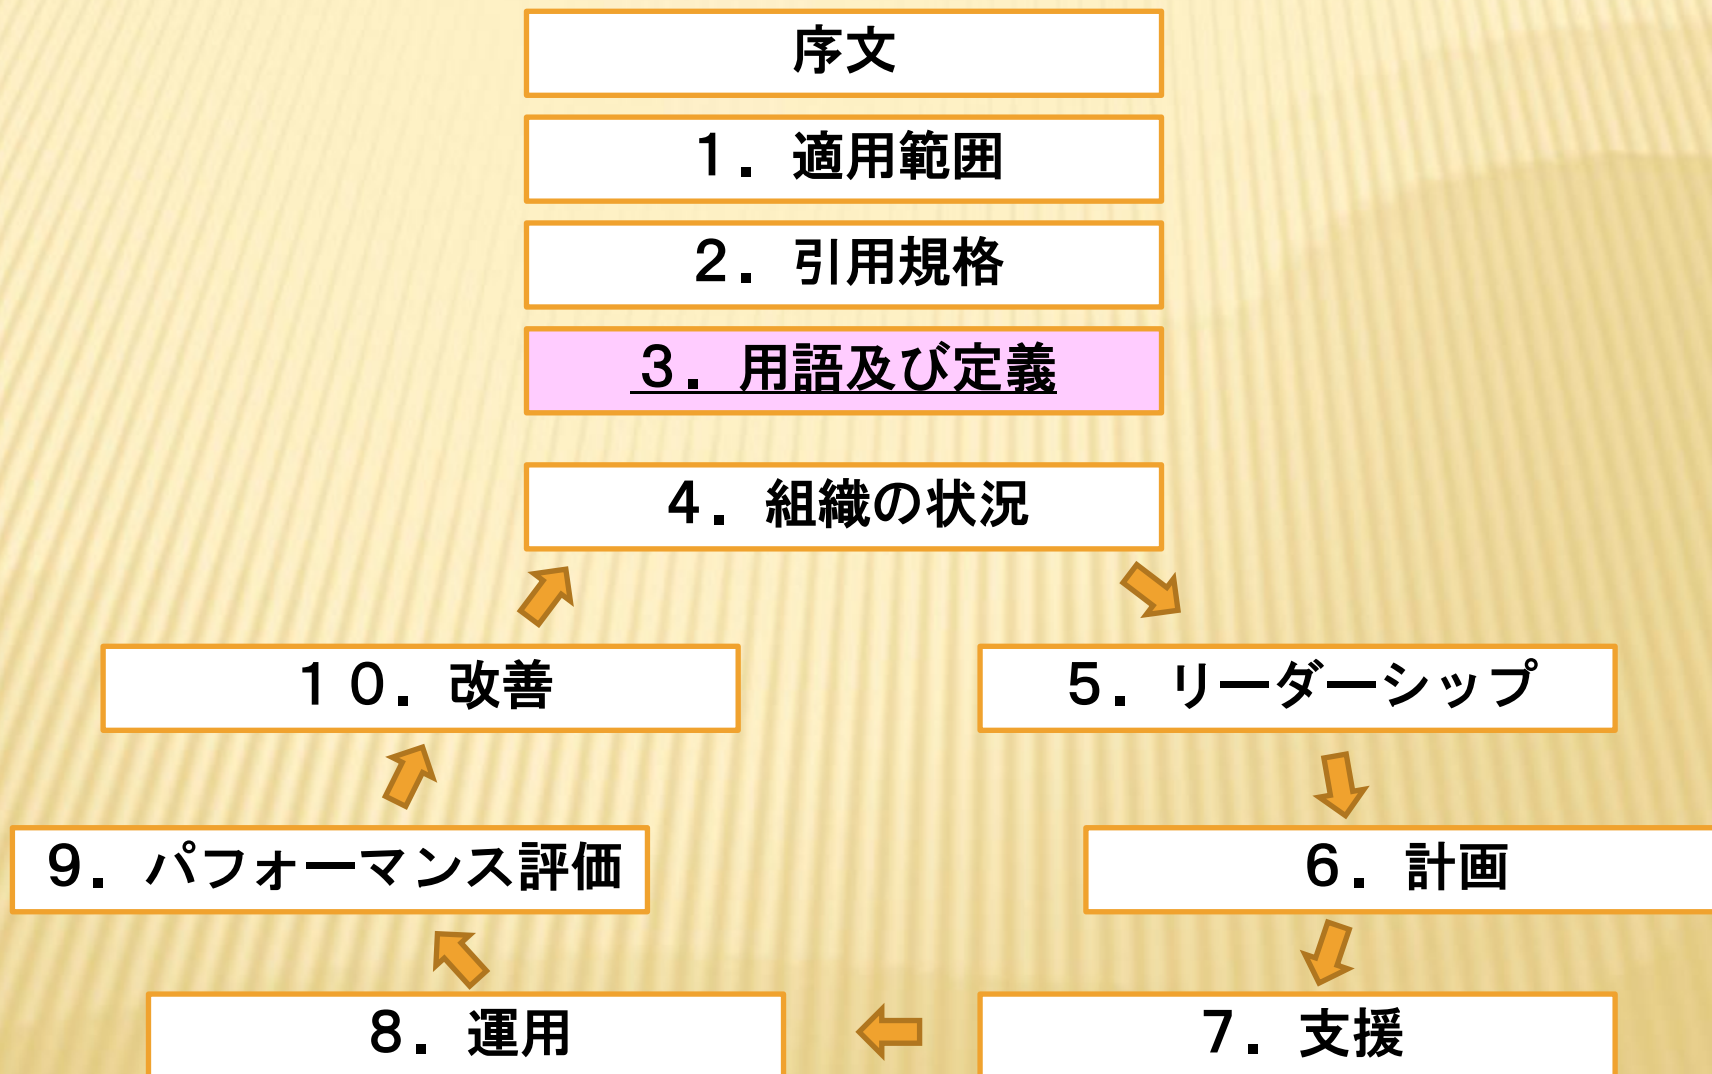 序文
１．適用範囲
２．引用規格
３．用語及び定義
４．組織の状況
５．リーダーシップ
６．計画
７．支援
８．運用
９．パフォーマンス評価
１０．改善